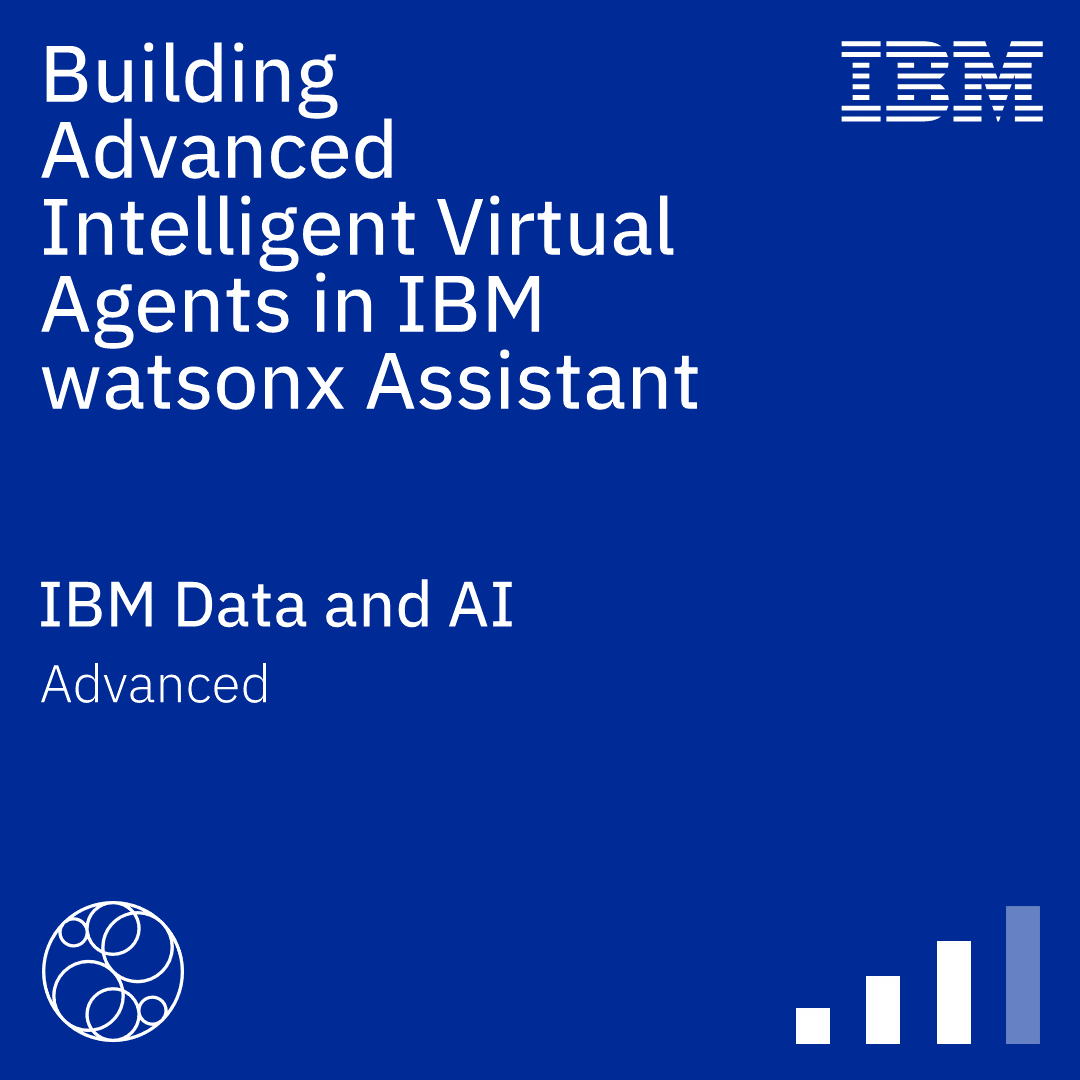 Building
Advanced
Intelligent Virtual
Agents in IBM
watsonx Assistant
IBM
IBM Data and AI
Advanced